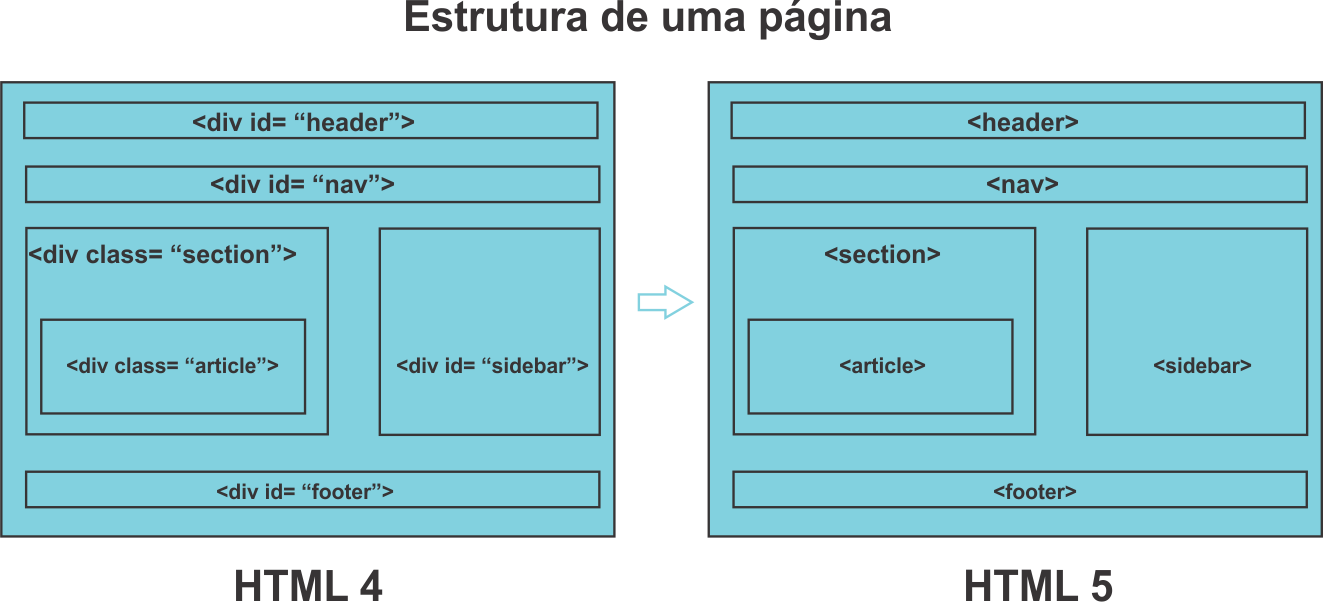 Estrutura de uma página
<div id= “header”>
<div id= “nav”>
<div class= “section”>
<div class= “article”>
<div id= “sidebar”>
<div id= “footer”>
HTML 4
<header>
<nav>
<section>
<article>
<sidebar>
<footer>
HTML 5